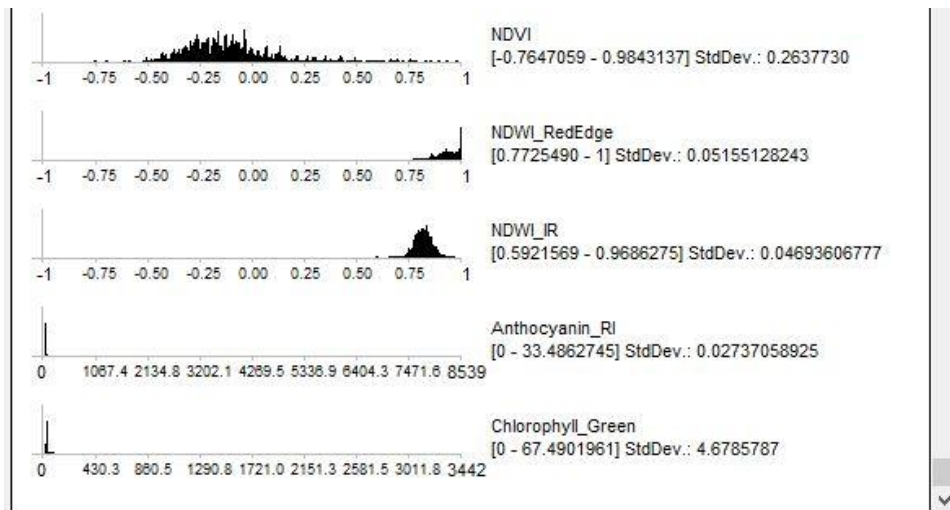 NDVI
[-0.7647059 - 0.9843137] StdDev.: 0.2637730
-1 -0.75 -0.50 -0.25 0.00 0.25 0.50 0.75 1
NDWI_RedEdge
[0.7725490 - 1] StdDev.: 0.05155128243
-1 -0.75 -0.50 -0.25 0.00 0.25 0.50 0.75 1
NDWI_IR
[0.5921569 - 0.9686275] StdDev.: 0.04693606777
-1 -0.75 -0.50 -0.25 0.00 0.25 0.50 0.75 1
Anthocyanin_RI
[0 - 33.4862745] StdDev.: 0.02737058925
0 1067.4 2134.8 3202.1 4269.5 5336.9 6404.3 7471.6 8539
Chlorophyll_Green
[0 - 67.4901961] StdDev.: 4.6785787
0 430.3 860.5 1290.8 1721.0 2151.3 2581.5 3011.8 3442